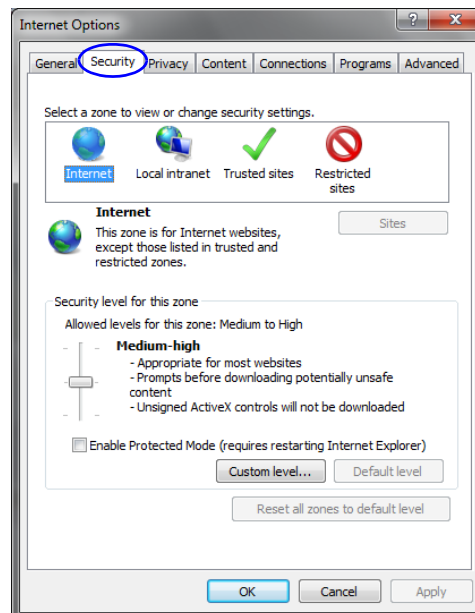 Internet Options
General Security Privacy Content Connections Programs Advanced
Select a zone to view or change security settings.
Internet Local intranet Trusted sites Restricted sites
Internet
Sites
This zone is for Internet websites,
except those listed in trusted and
restricted zones.
Security level for this zone
Allowed levels for this zone: Medium to High
Medium-high
- Appropriate for most websites
- Prompts before downloading potentially unsafe
content
- Unsigned ActiveX controls will not be downloaded
Enable Protected Mode (requires restarting Internet Explorer)
Custom level... Default level
Reset all zones to default level
OK Cancel Apply